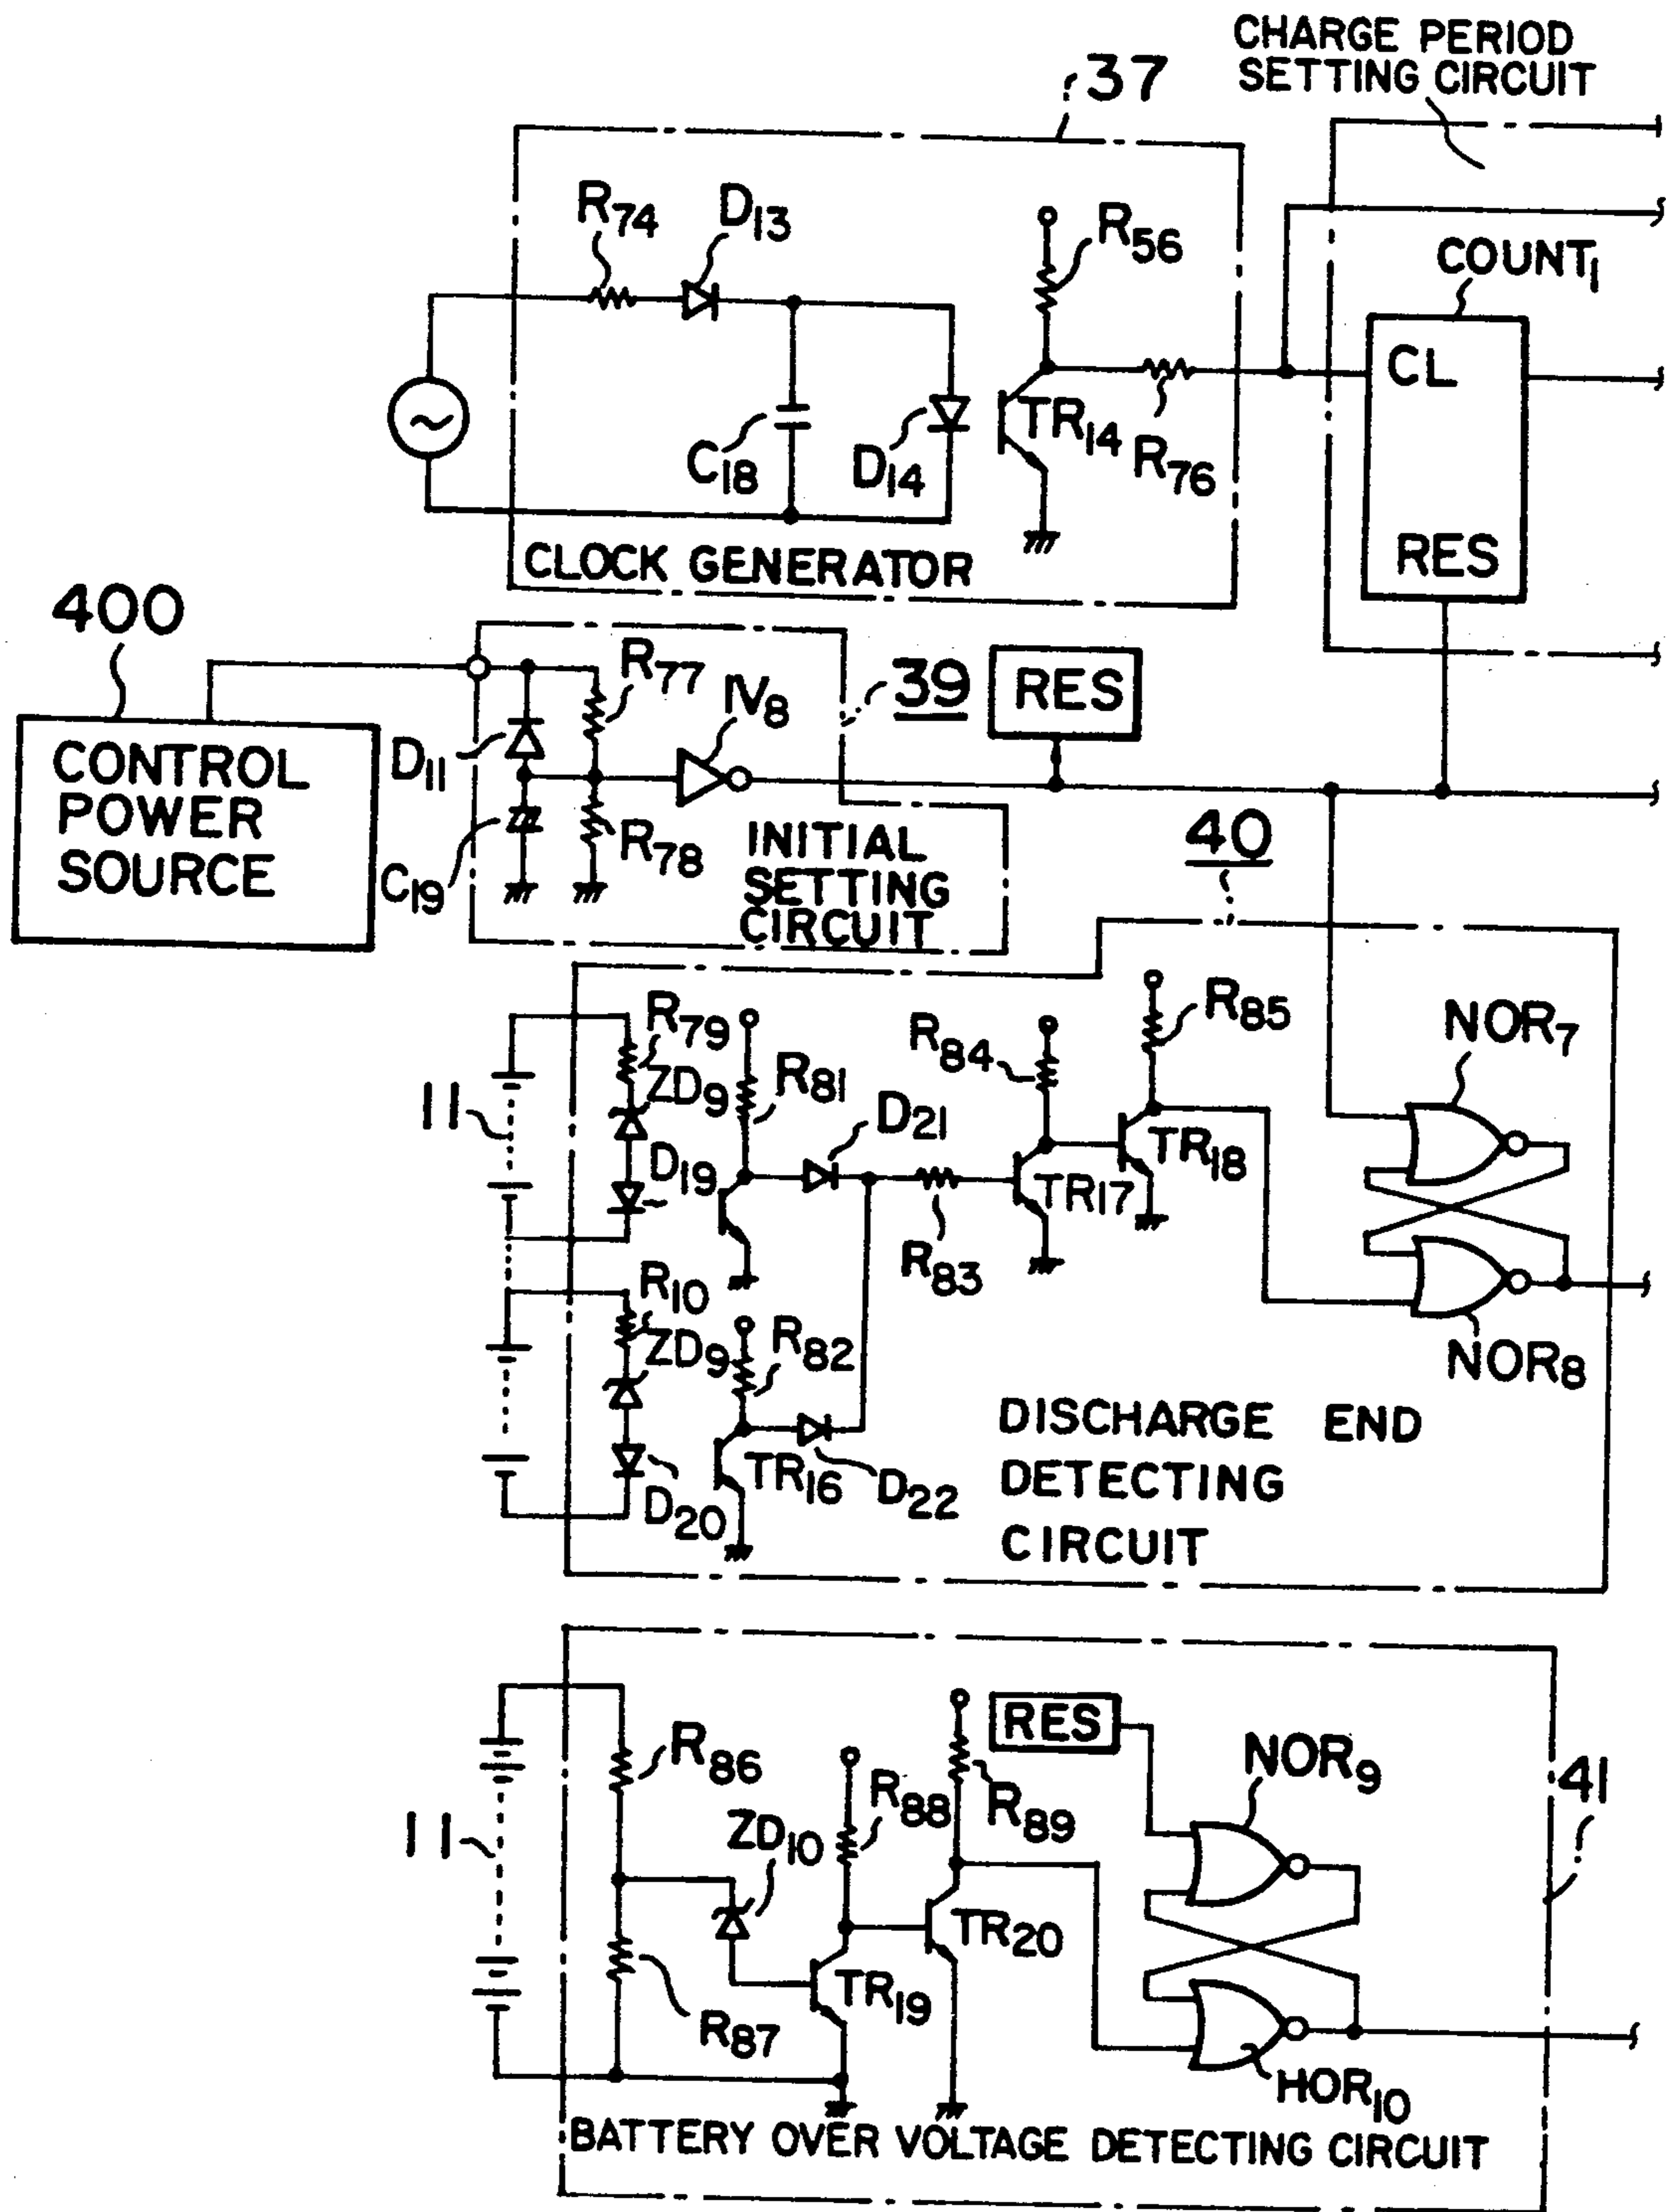 CHARGE PERIOD
SETTING CIRCUIT
37
R74
D13
R56
COUNT1
CL
TR14
R76
C18
D14
RES
CLOCK GENERATOR
400
R77
IV8
39
RES
D11
CONTROL
POWER
SOURCE
C19
R78
INITIAL
SETTING
CIRCUIT
40
R79
R85
NOR7
R84
ZD9
R81
11
D21
D19
TR18
TR17
R83
R10
ZD9
R82
NOR8
TR16
D22
D20
DISCHARGE END
DETECTING
CIRCUIT
RES
R86
NOR9
41
R88
R89
11
ZD10
TR20
TR19
R87
HOR10
BATTERY OVER VOLTAGE DETECTING CIRCUIT